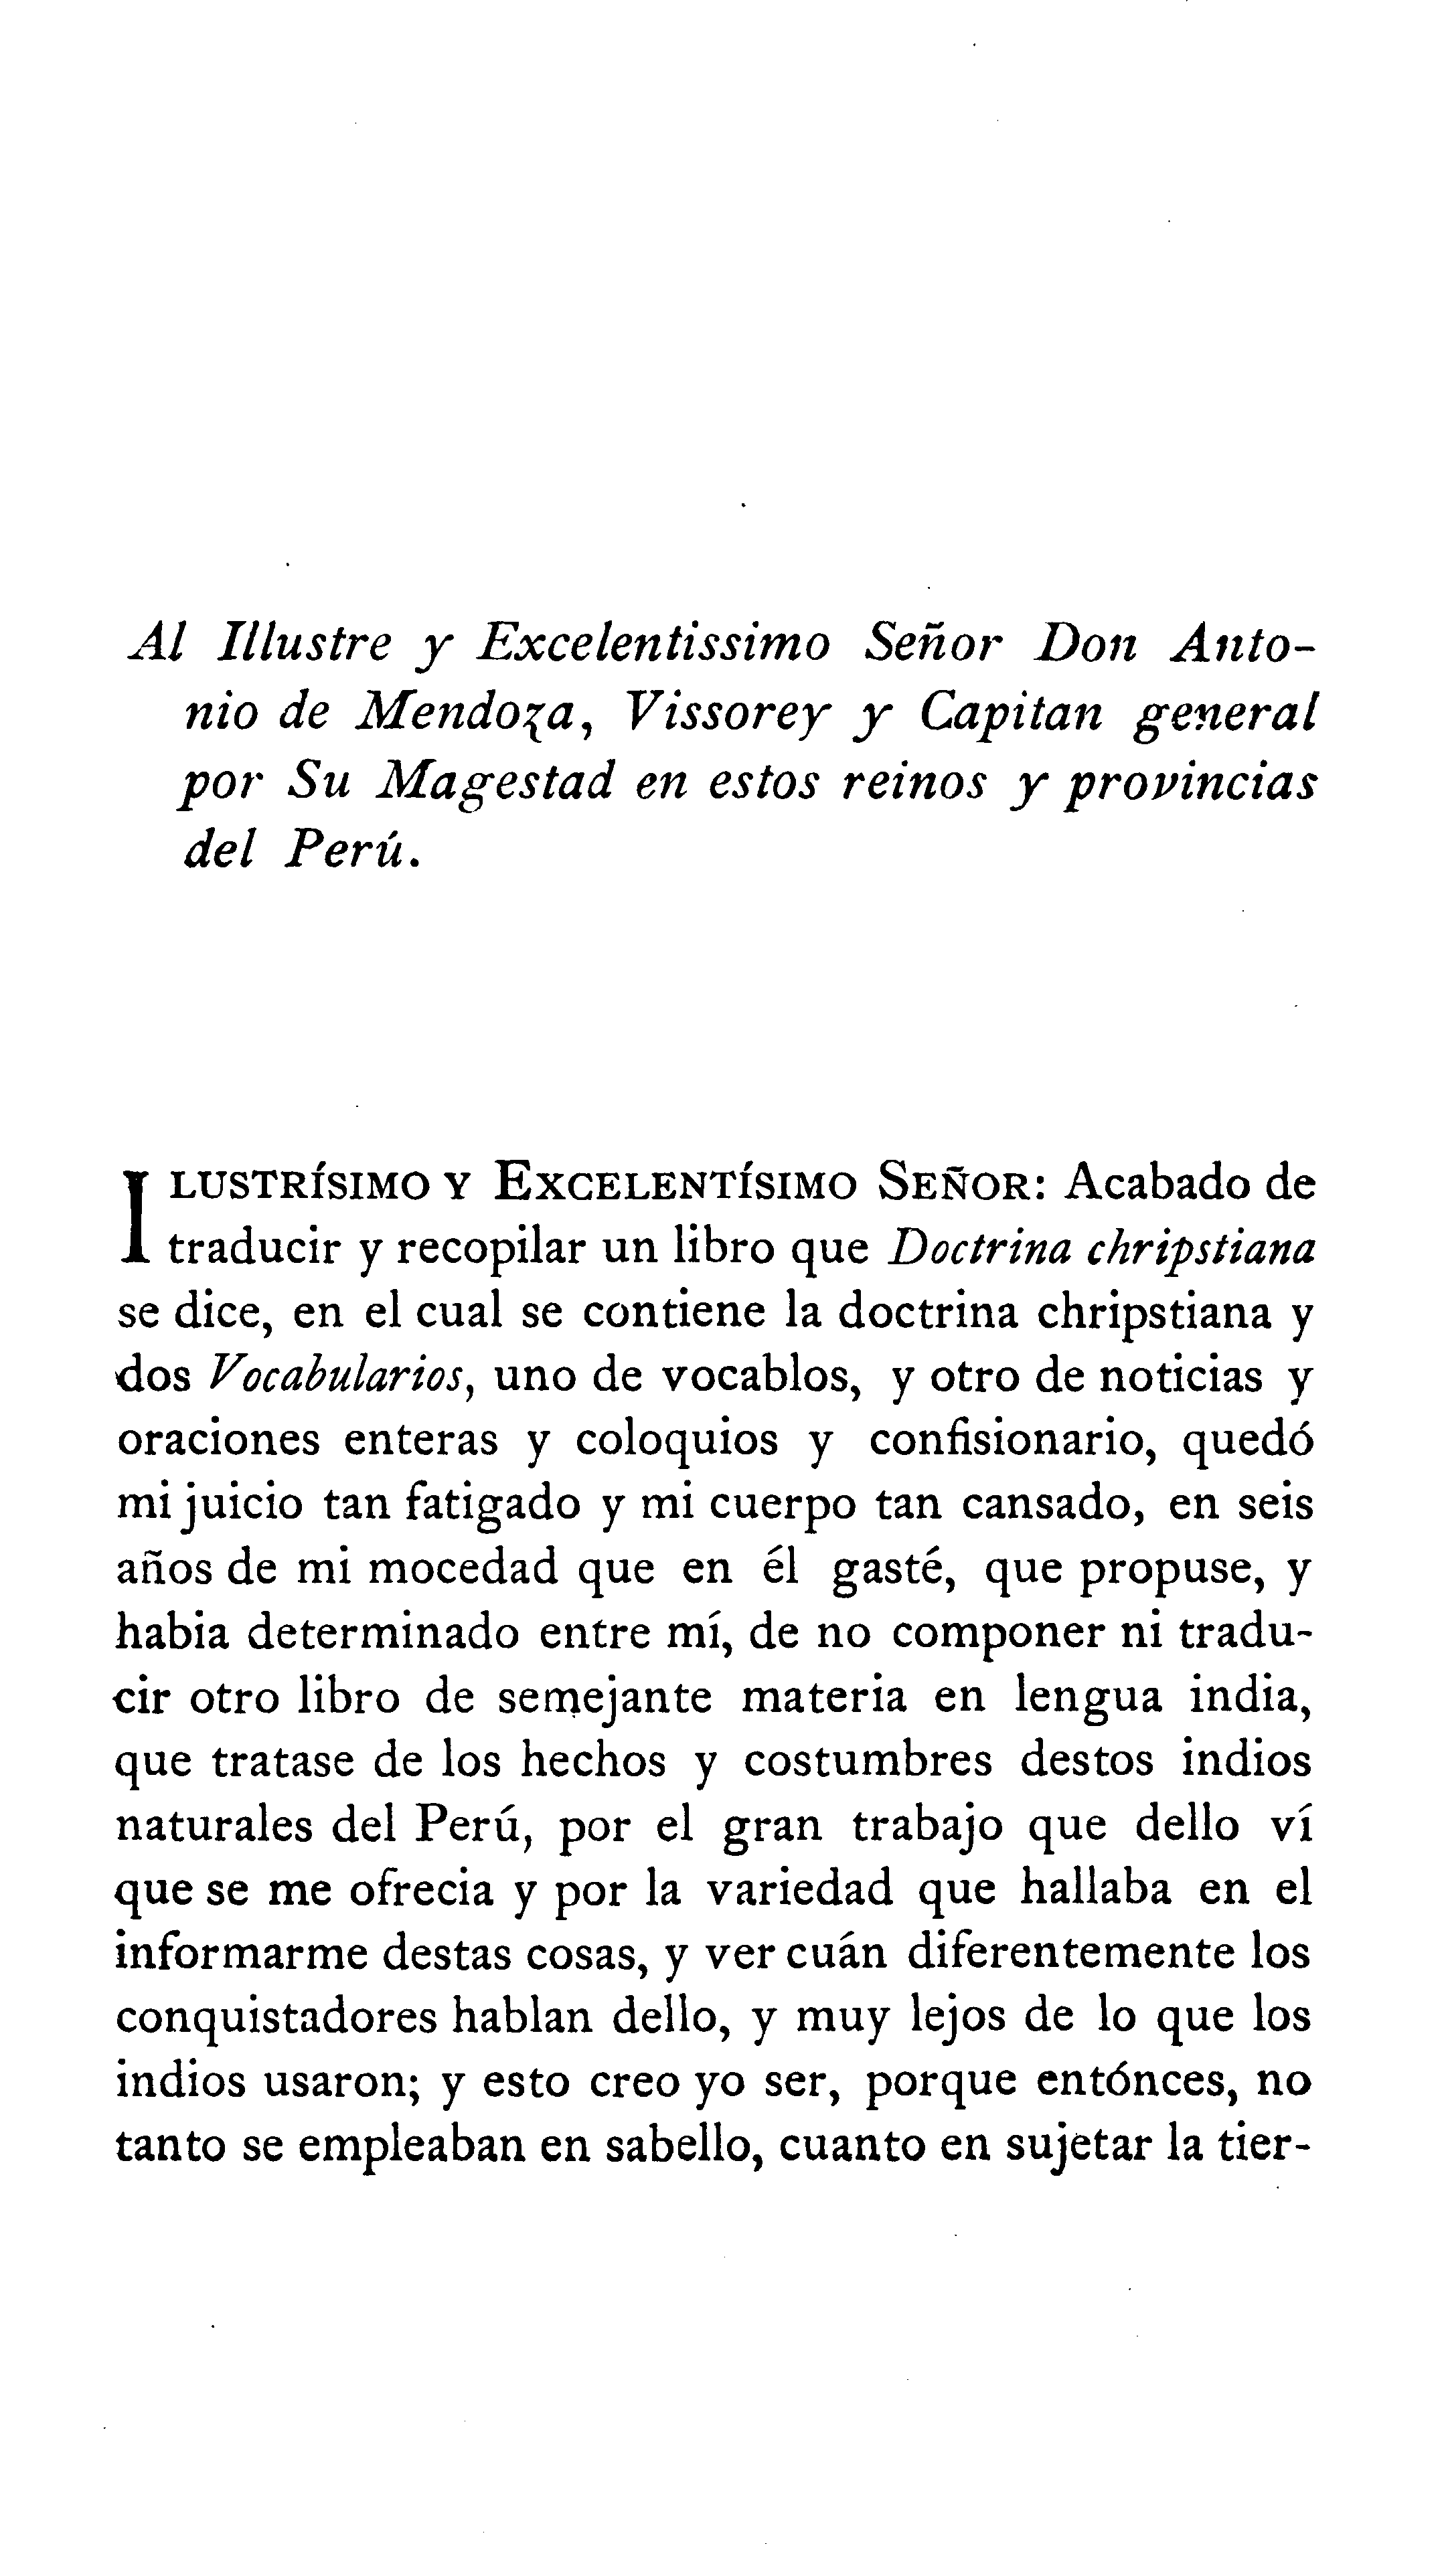 Al Illustre y Excelentissimo Señor Don Anto-
nio de Mendoza, Vissorey y Capitan general
por Su Magestad en estos reinos y provincias
del Perú.
ILUSTRÍSIMO Y EXCELENTÍSIMO SEÑOR: Acabado de
traducir y recopilar un libro que Doctrina chripstiana
se dice, en el cual se contiene la doctrina chripstiana y
dos Vocabularios, uno de vocablos, y otro de noticias y
oraciones enteras y coloquios y confisionario, quedó
mi juicio tan fatigado y mi cuerpo tan cansado, en seis
años de mi mocedad que en él gasté, que propuse, y
habia determinado entre mí, de no componer ni tradu-
cir otro libro de semejante materia en lengua india,
que tratase de los hechos y costumbres destos indios
naturales del Perú, por el gran trabajo que dello ví
que se me ofrecia y por la variedad que hallaba en el
informarme destas cosas, y ver cuán diferentemente los
conquistadores hablan dello, y muy lejos de lo que los
indios usaron; y esto creo yo ser, porque entónces, no
tanto se empleaban en sabello, cuanto en sujetar la tier-